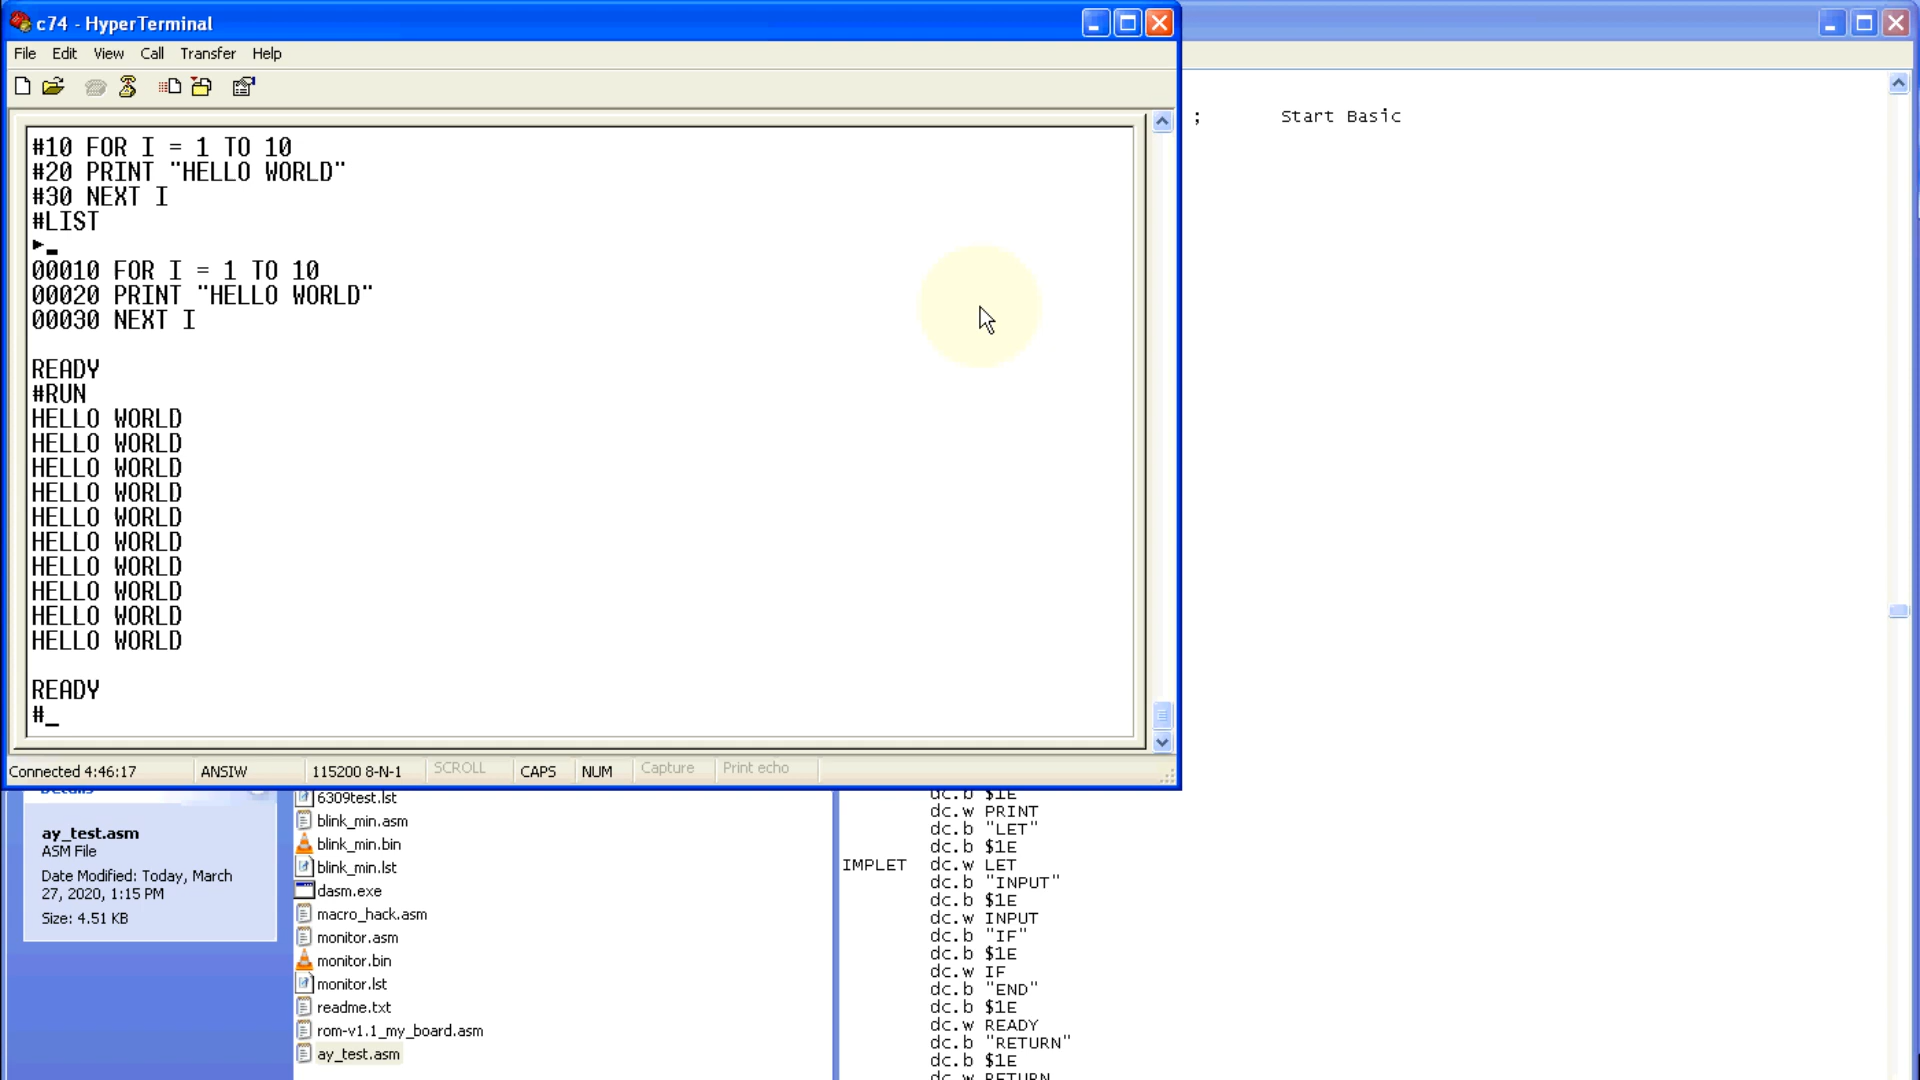 c74 - HyperTerminal
File Edit View Call Transfer Help
#10 FOR I = 1 TO 10
#20 PRINT "HELLO WORLD"
#30 NEXT I
#LIST
00010 FOR I = 1 TO 10
00020 PRINT "HELLO WORLD"
00030 NEXT I
READY
#RUN
HELLO WORLD
HELLO WORLD
HELLO WORLD
HELLO WORLD
HELLO WORLD
HELLO WORLD
HELLO WORLD
HELLO WORLD
HELLO WORLD
HELLO WORLD
READY
#_
Connected 4:46:17 ANSIW 115200 8-N-1 SCROLL CAPS NUM Capture Print echo
; Start Basic
Details
ay_test.asm
ASM File
Date Modified: Today, March
27, 2020, 1:15 PM
Size: 4.51 KB
6309test.lst
blink_min.asm
blink_min.bin
blink_min.lst
dasm.exe
macro_hack.asm
monitor.asm
monitor.bin
monitor.lst
readme.txt
rom-v1.1_my_board.asm
ay_test.asm
dc.b $1E
dc.w PRINT
dc.b "LET"
dc.b $1E
IMPLET dc.w LET
dc.b "INPUT"
dc.b $1E
dc.w INPUT
dc.b "IF"
dc.b $1E
dc.w IF
dc.b "END"
dc.b $1E
dc.w READY
dc.b "RETURN"
dc.b $1E
dc.w RETURN